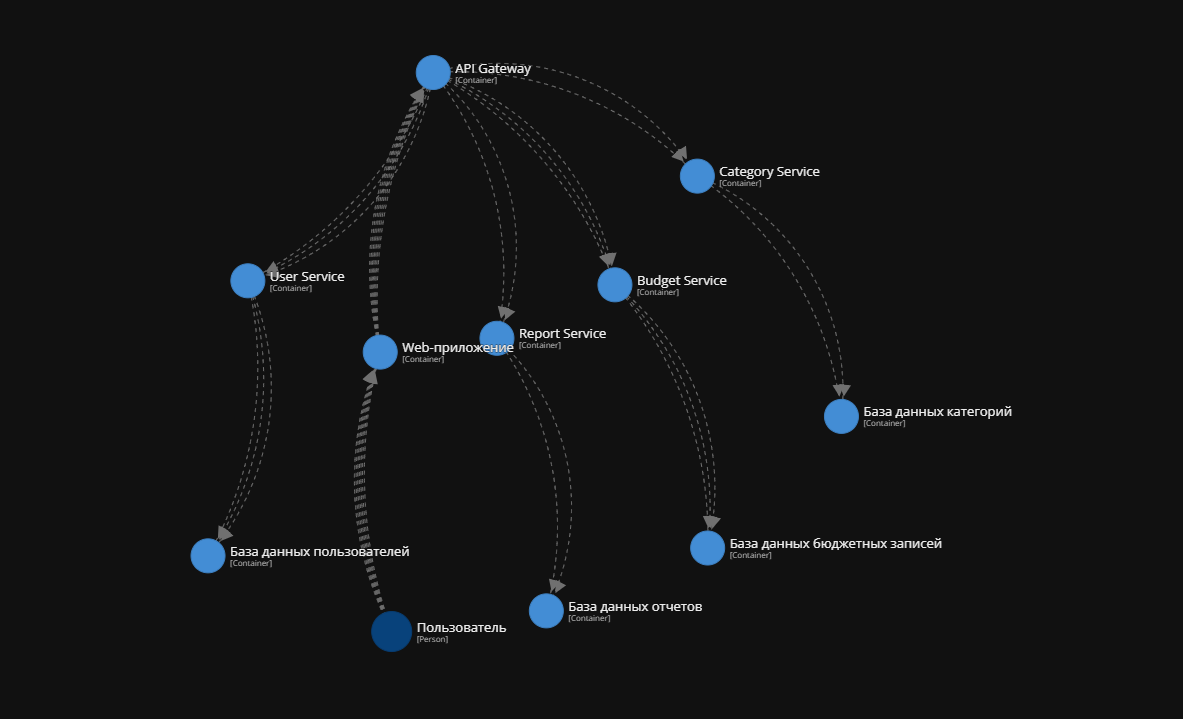 API Gateway
[Container]
Category Service
[Container]
User Service
[Container]
Budget Service
[Container]
Report Service
[Container]
Web-приложение
[Container]
База данных категорий
[Container]
База данных пользователей
[Container]
База данных бюджетных записей
[Container]
База данных отчетов
[Container]
Пользователь
[Person]